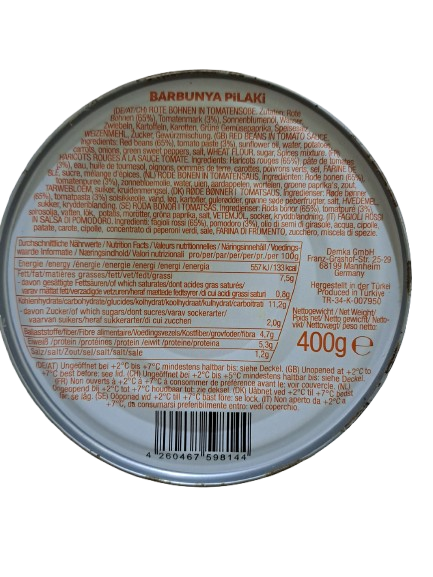 BARBUNYA PiLAKi
(DE/AT/CH) ROTE BOHNEN IN TOMATENSOßE. Zutaten: Rote
Bohnen (65%), Tomatenmark (3%), Sonnenblumenöl, Wasser,
Zwiebeln, Kartoffeln, Karotten, Grüne Gemüsepaprika, Speisesalz,
WEIZENMEHL, Zucker, Gewürzmischung. (GB) RED BEANS IN TOMATO SAUCE.
Ingredients: Red beans (65%), tomato paste (3%), sunflower oil, water, potatoes,
carrots, onions, green sweet peppers, salt, WHEAT FLOUR, sugar, spices mixture. (FR)
HARICOTS ROUGES À LA SAUCE TOMATE. Ingrédients: Haricots rouges (65%), pâte de tomates
(3%), eau, huile de tournesol, oignons, pommes de terre, carottes, poivrons verts, sel, FARINE DE
BLÉ, sucre, mélange d'épices. (NL) RODE BONEN IN TOMATENSAUS. Ingrediënten: Rode bonen (65%),
tomatenpuree (3%), zonnebloemolie, water, uien, aardappelen, wortelen, groene paprika's, zout,
TARWEBLOEM, suiker, kruidenmengsel. (DK) RØDE BØNNER I TOMATSAUS. Ingredienser: Røde bønner
(65%), tomatpasta (3%) solsikkeolie, vand, løg, kartofler, gulerødder, grønne søde peberfrugter, salt, HVEDEMEL,
sukker, krydderiblanding. (SE) RÖDA BÖNOR I TOMATSÅS. Ingredienser: Röda bönor (65%), tomatpuré (3%),
solrosolja, vatten, lök, potatis, morötter, gröna paprika, salt, VETEMJÖL, socker, kryddblandning. (IT) FAGIOLI ROSSI
IN SALSA DI POMODORO. Ingredienti: fagioli rossi (65%), pomodoro (3%), olio di semi di girasole, acqua, cipolle,
patate, carote, cipolle, concentrato di peperoni verdi, sale, FARINA DI FRUMENTO, zucchero, miscela di spezie.
Durchschnittliche Nährwerte / Nutrition Facts / Valeurs nutritionnelles / Näringsinnehåll / Voedings-
waarde Informatie / Næringsindhold/ Valori nutrizionali pro/pet/par/per/per/pr./per 100g
Energie /energy /énergie /energie /energi /energi /energia 557 kJ/133 kcal
Fett/fat/matières grasses/fett/vet/fedt/grassi 7,5g
- davon gesättigte Fettsäuren/of which saturates/dont acides gras saturés/
varav mättat fett/verzadigde vetzuren/heraf mættede fedtsyrer/di cui acidi grassi saturi 0,8g
Kohlenhydrate/carbohydrate/glucides/kolhydrat/koolhydraten/kulhydrat/carboidrati 11,2g
- davon Zucker/of which sugars/dont sucres/varav sockerarter/
waarvan suikers/heraf sukkerarter/di cui zucchen 2,0g
Ballaststoffe/fiber/Fibre alimentaire/Voedingsvezels/Kostfiber/grovfoder/fibra 4,7g
Eiweiß /protein /protéines /protein /eiwit /proteine/proteina 5,3g
Salz/salt/Zout/sel/salt/salt/sale 1,2g
Demka GmbH
Franz-Grashof-Str. 25-29
68199 Mannheim
Germany
Hergestellt in der Türkei
Produced in Türkiye
TR-34-K-007950
Nettogewicht / Net Weight/
Poids net/ Netto gewicht/ Netto-
vikt/ Nettovægt/ peso netto:
400g ℮
(DE/AT) Ungeöffnet bei +2°C bis +7°C mindestens haltbar bis: siehe Deckel. (GB) Unopened at +2°C to
+7°C best before: see lid. (CH) Ungeöffnet bei +2°C bis +5°C mindestens haltbar bis: siehe Deckel.
(FR) Non ouverts à +2°C à +7°C à consommer de préférence avant le: voir couvercle. (NL)
Ongeopend bij +2°C tot +7°C houdbaar tot: zie deksel. (DK) Uåbnet ved +2°C til +7°C bedst
før: se låg. (SE) Oöppnad vid +2°C till +7°C bäst före: se lock. (IT) Non aperto da +2°C a
+7°C, da consumarsi preferibilmente entro: vedi coperchio.
4 260467 598144